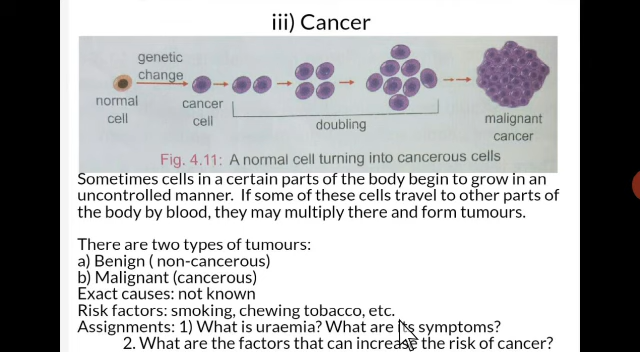 iii) Cancer
genetic
change
normal
cell
cancer
cell
doubling
malignant
cancer
Fig. 4.11: A normal cell turning into cancerous cells
Sometimes cells in a certain parts of the body begin to grow in an
uncontrolled manner. If some of these cells travel to other parts of
the body by blood, they may multiply there and form tumours.
There are two types of tumours:
a) Benign ( non-cancerous)
b) Malignant (cancerous)
Exact causes: not known
Risk factors: smoking, chewing tobacco, etc.
Assignments: 1) What is uraemia? What are its symptoms?
2. What are the factors that can increase the risk of cancer?